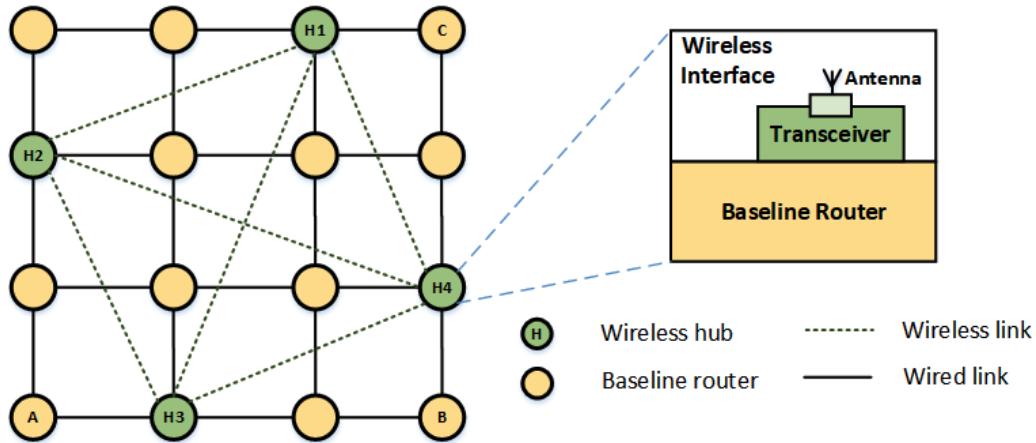 H1
C
H2
H4
A
H3
B
Wireless
Interface
Antenna
Transceiver
Baseline Router
H
Wireless hub
Wireless link
Baseline router
Wired link